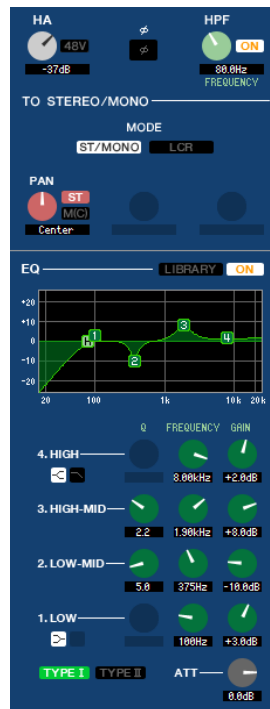 HA
ø
HPF
48V
ø
ON
-37dB
80.0Hz
FREQUENCY
TO STEREO/MONO
MODE
ST/MONO
LCR
PAN
ST
M(C)
Center
EQ
LIBRARY
ON
+20
+10
0
-10
-20
H
1
2
3
4
20
100
1k
10k
20k
Q
FREQUENCY
GAIN
4. HIGH
8.00kHz
+2.0dB
3. HIGH-MID
2.2
1.90kHz
+8.0dB
2. LOW-MID
5.0
375Hz
-10.0dB
1. LOW
100Hz
+3.0dB
TYPE I
TYPE II
ATT
0.0dB